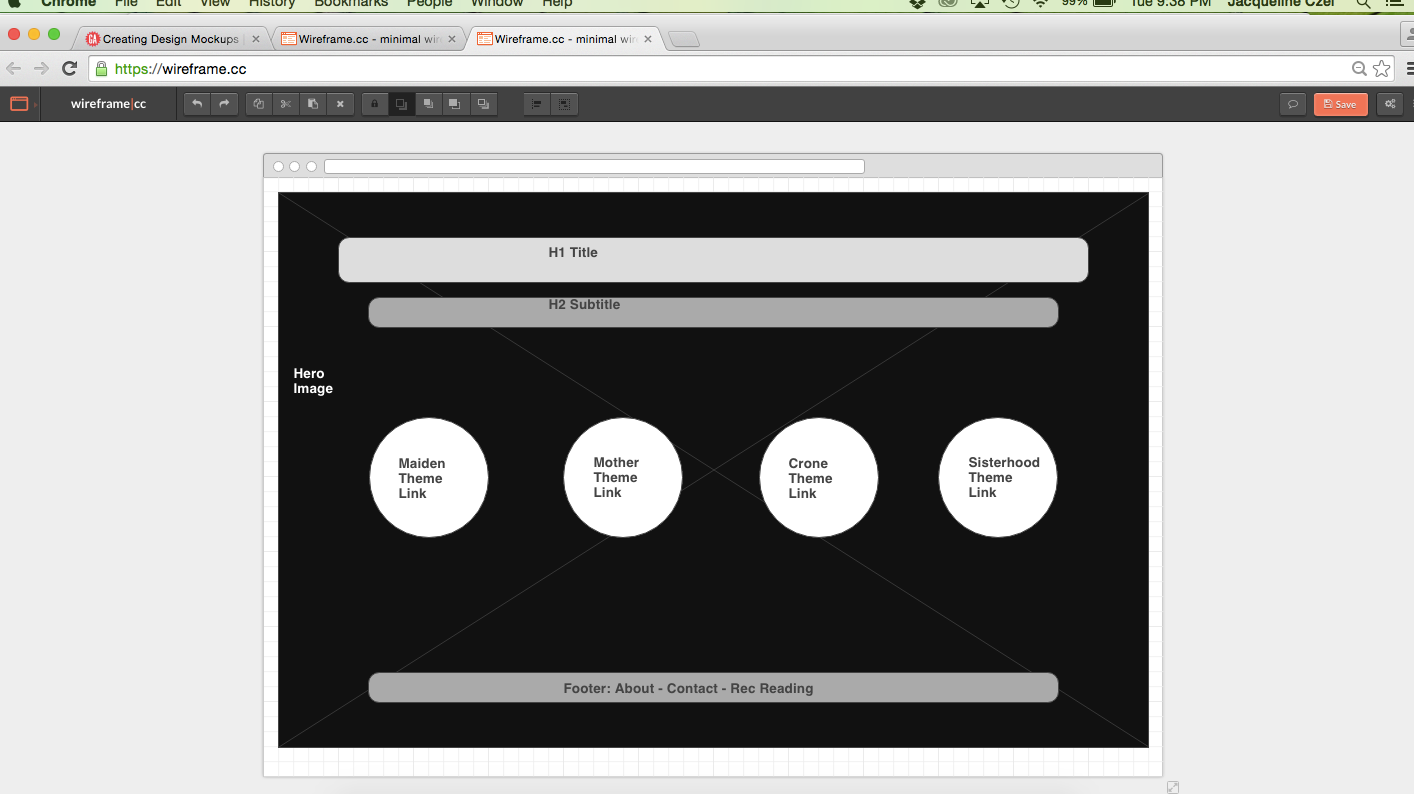 Chrome File Edit View History Bookmarks People Window Help 99% Tue 9:38 PM Jacqueline Czel
Creating Design Mockups Wireframe.cc - minimal wir Wireframe.cc - minimal wir
https://wireframe.cc
wireframe|cc Save
H1 Title
H2 Subtitle
Hero
Image
Maiden
Theme
Link
Mother
Theme
Link
Crone
Theme
Link
Sisterhood
Theme
Link
Footer: About - Contact - Rec Reading